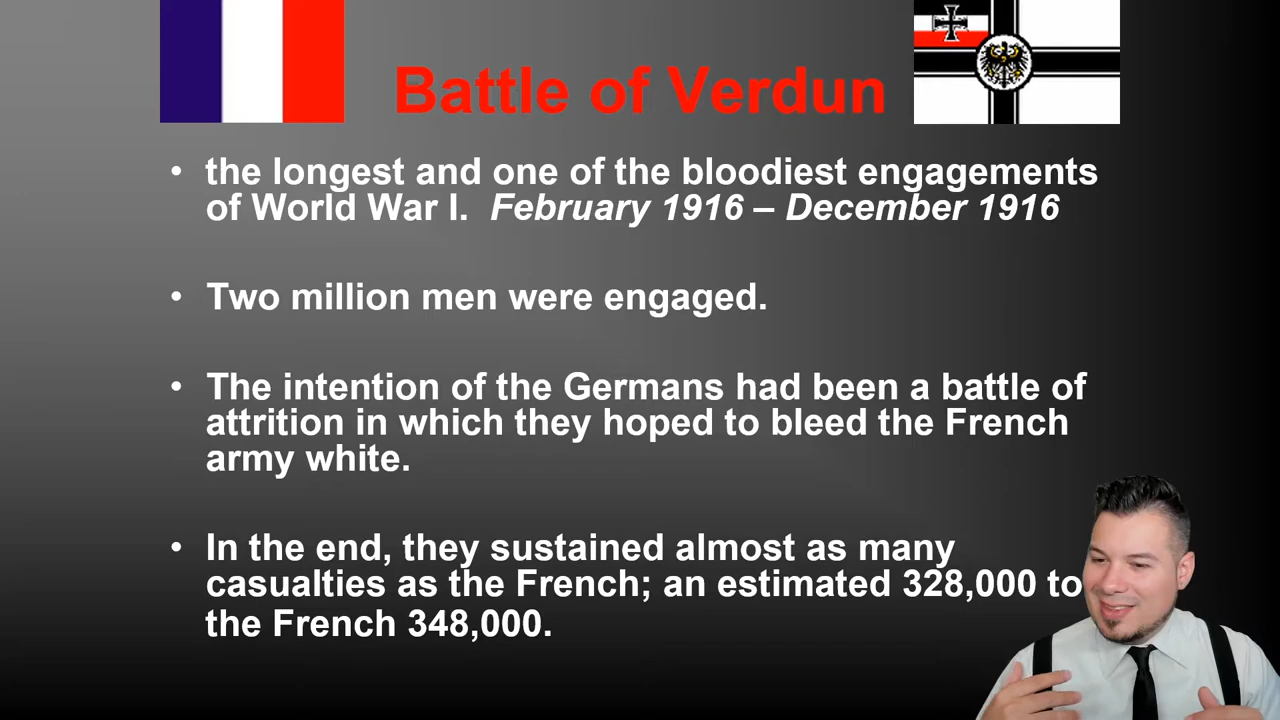 Battle of Verdun
• the longest and one of the bloodiest engagements
of World War I. February 1916 – December 1916
• Two million men were engaged.
• The intention of the Germans had been a battle of
attrition in which they hoped to bleed the French
army white.
• In the end, they sustained almost as many
casualties as the French; an estimated 328,000 to
the French 348,000.